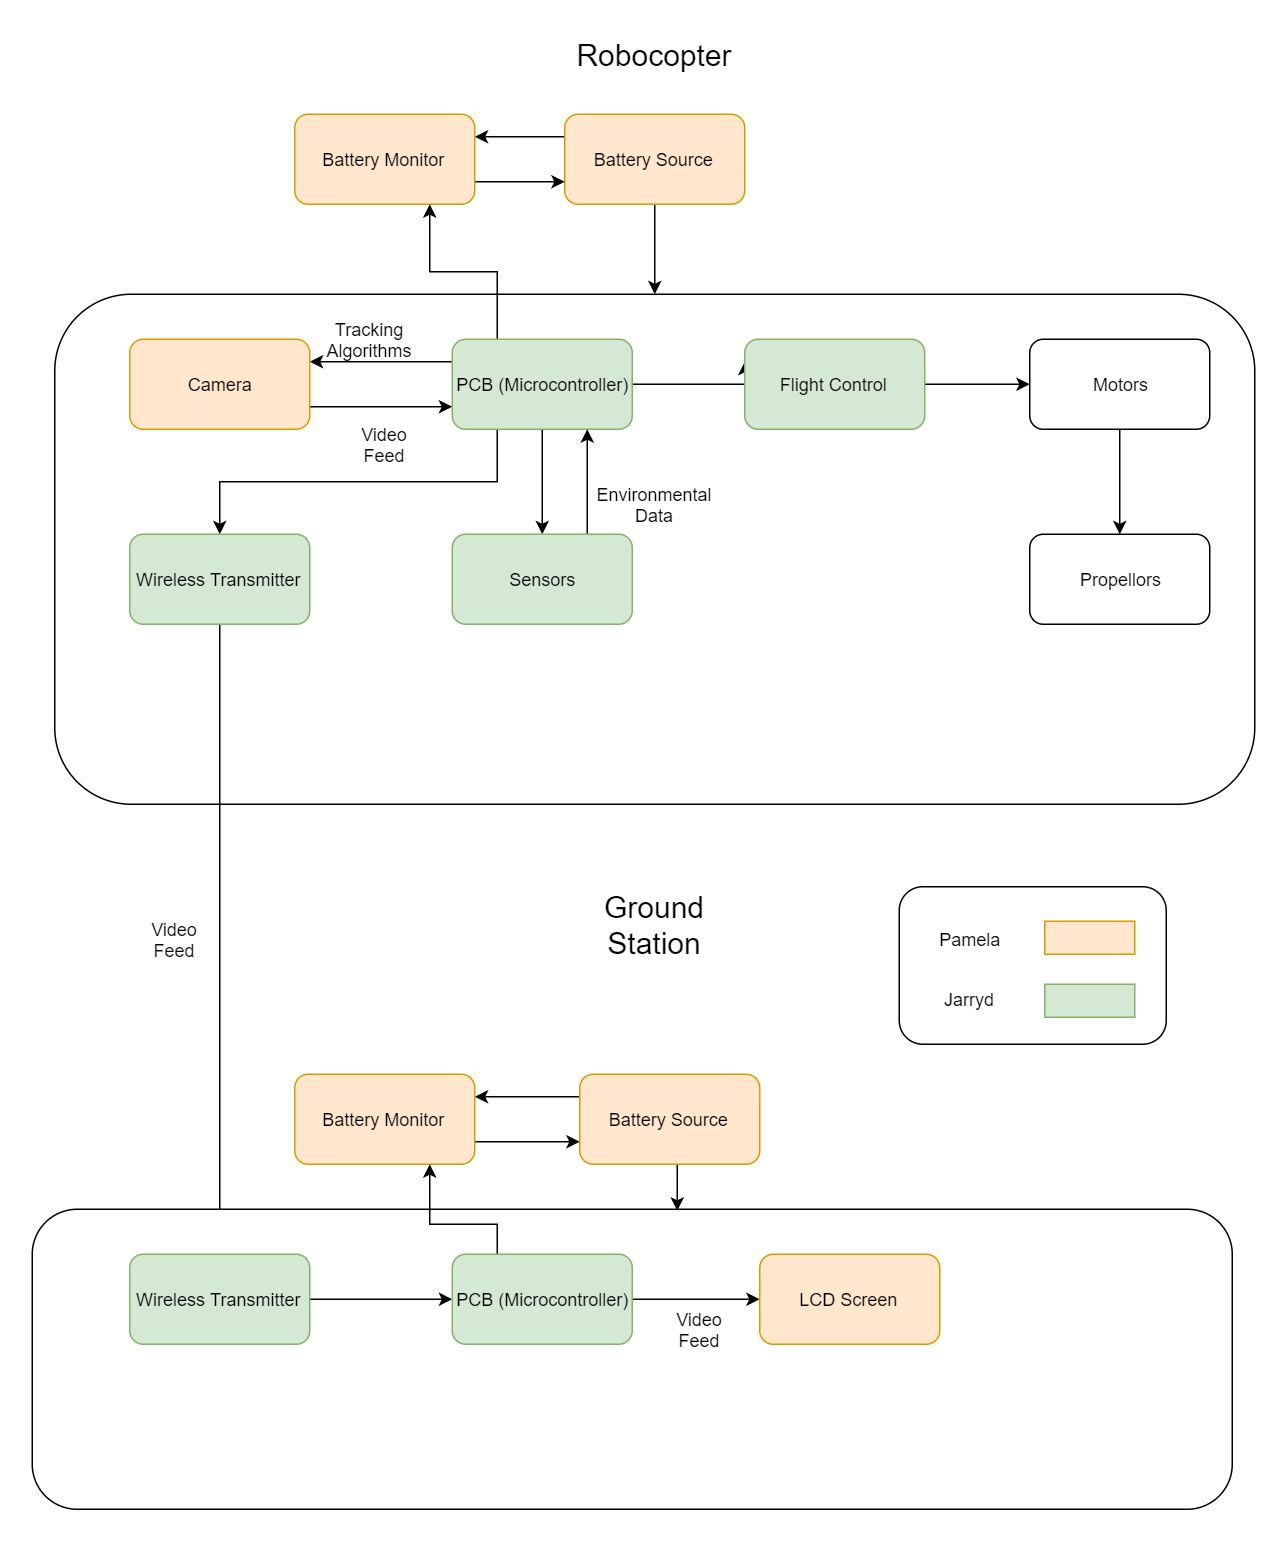 Robocopter
Battery Monitor
Battery Source
Tracking
Algorithms
Camera
PCB (Microcontroller)
Flight Control
Motors
Video
Feed
Environmental
Data
Wireless Transmitter
Sensors
Propellors
Ground
Station
Video
Feed
Pamela
Jarryd
Battery Monitor
Battery Source
Wireless Transmitter
PCB (Microcontroller)
LCD Screen
Video
Feed